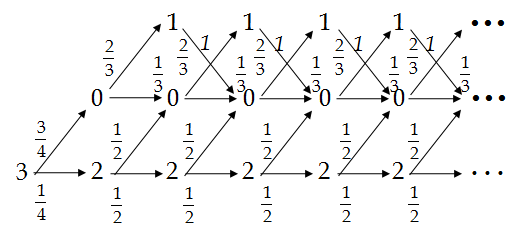 1 1 1 1 •••
2/3 1/3 2/3 1 1/3 2/3 1 1/3 2/3 1 1/3 2/3 1 1/3
0 0 0 0 0 •••
3/4 1/2 1/2 1/2 1/2 1/2
3 2 2 2 2 2 •••
1/4 1/2 1/2 1/2 1/2 1/2